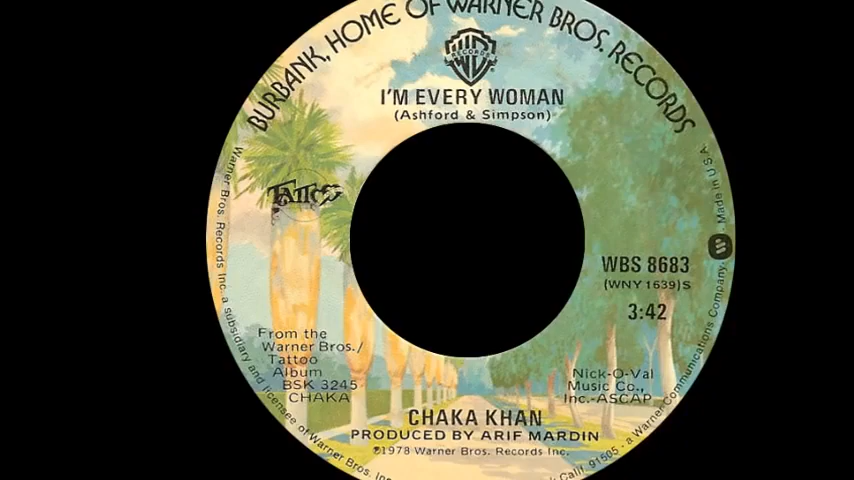 BURBANK, HOME OF WARNER BROS. RECORDS
W B
RECORDS
I'M EVERY WOMAN
(Ashford & Simpson)
TATTOO
WBS 8683
(WNY 1639)S
3:42
From the
Warner Bros./
Tattoo
Album
BSK 3245
CHAKA
Nick-O-Val
Music Co.,
Inc.-ASCAP
CHAKA KHAN
PRODUCED BY ARIF MARDIN
℗1978 Warner Bros. Records Inc.
Warner Bros. Records Inc. a subsidiary and licensee of Warner Bros. Inc.
Calif. 91505 - a Warner Communications Company. Made in U.S.A.